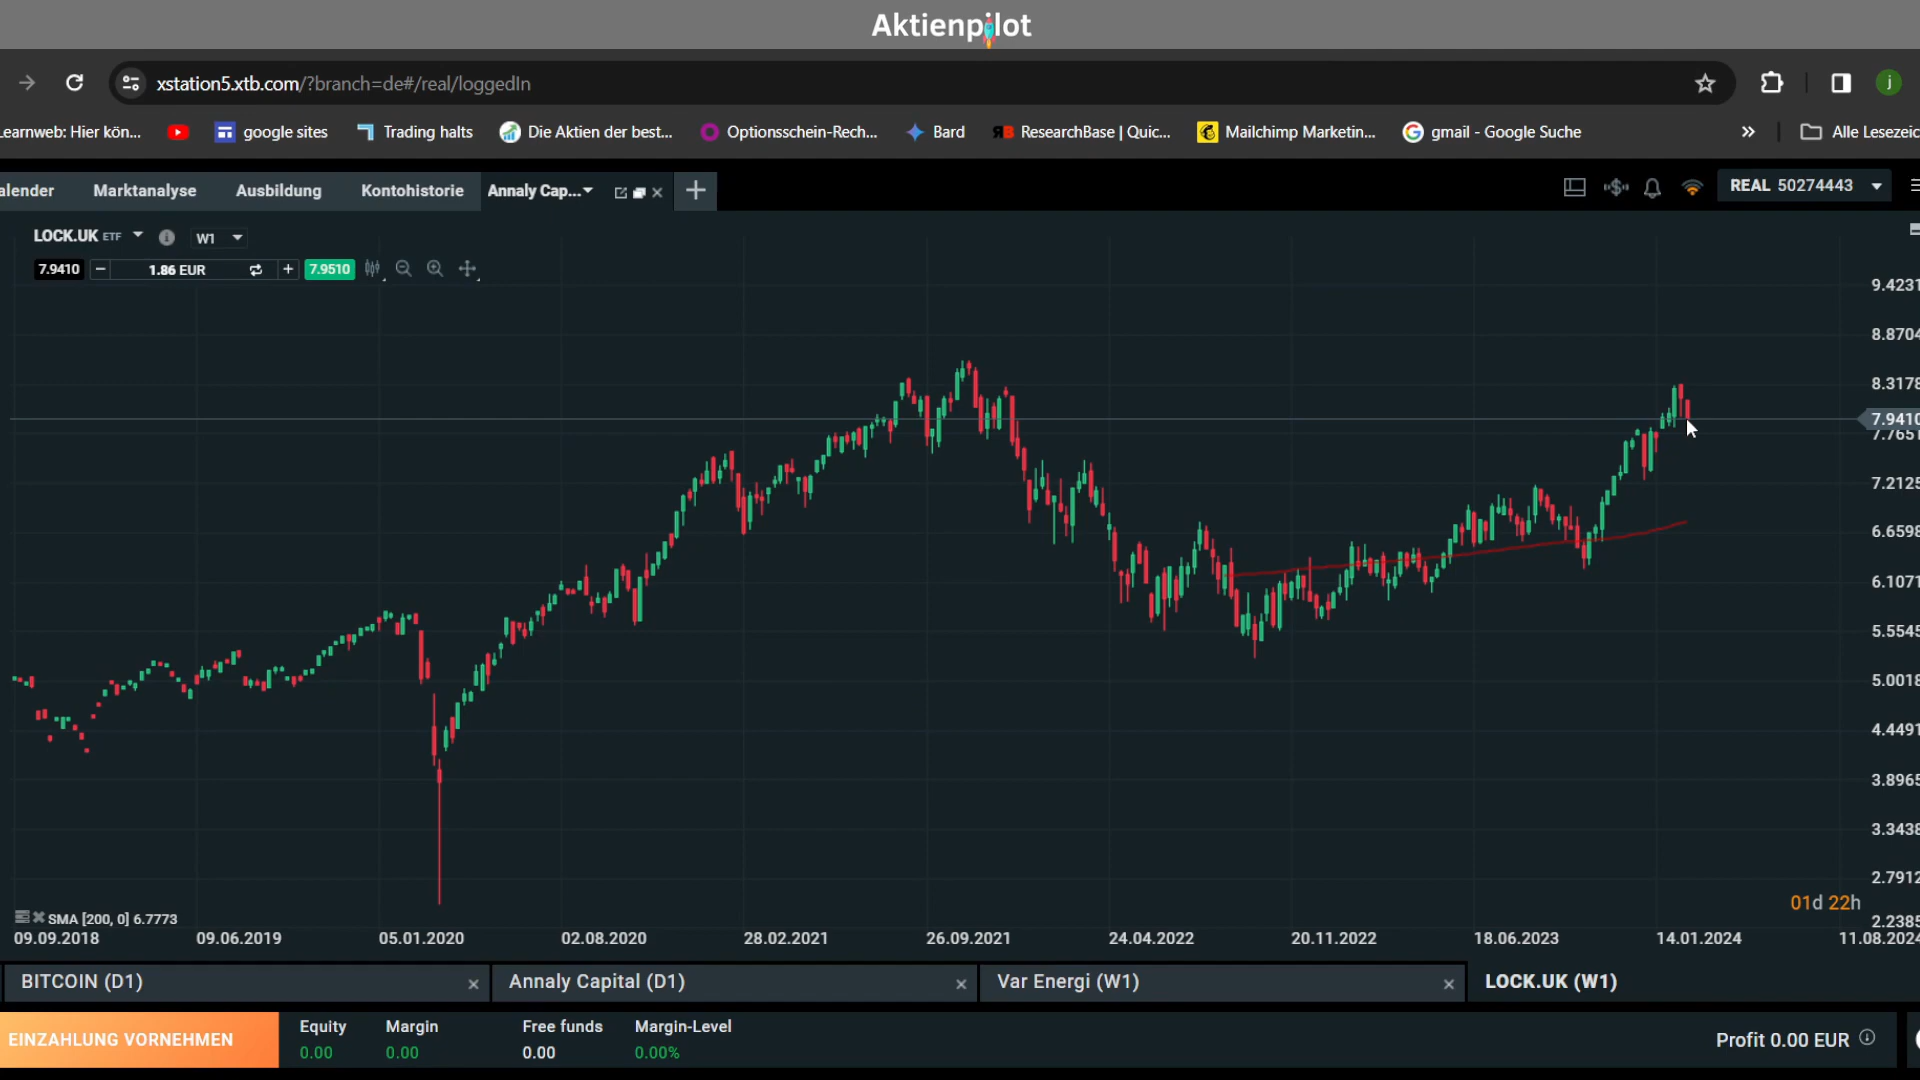 Aktienpilot
xstation5.xtb.com/?branch=de#/real/loggedIn
j
Learnweb: Hier kön...
google sites
Trading halts
Die Aktien der best...
Optionsschein-Rech...
Bard
RB ResearchBase | Quic...
Mailchimp Marketin...
gmail - Google Suche
»
Alle Lesezeic
alender
Marktanalyse
Ausbildung
Kontohistorie
Annaly Cap...
REAL 50274443
LOCK.UK ETF
W1
7.9410
1.86 EUR
7.9510
9.4231
8.8704
8.3178
7.9410
7.7651
7.2125
6.6598
6.1071
5.5545
5.0018
4.4491
3.8965
3.3438
2.7912
2.2385
01d 22h
SMA [200, 0] 6.7773
09.09.2018
09.06.2019
05.01.2020
02.08.2020
28.02.2021
26.09.2021
24.04.2022
20.11.2022
18.06.2023
14.01.2024
11.08.2024
BITCOIN (D1)
Annaly Capital (D1)
Var Energi (W1)
LOCK.UK (W1)
EINZAHLUNG VORNEHMEN
Equity
Margin
Free funds
Margin-Level
0.00
0.00
0.00
0.00%
Profit 0.00 EUR